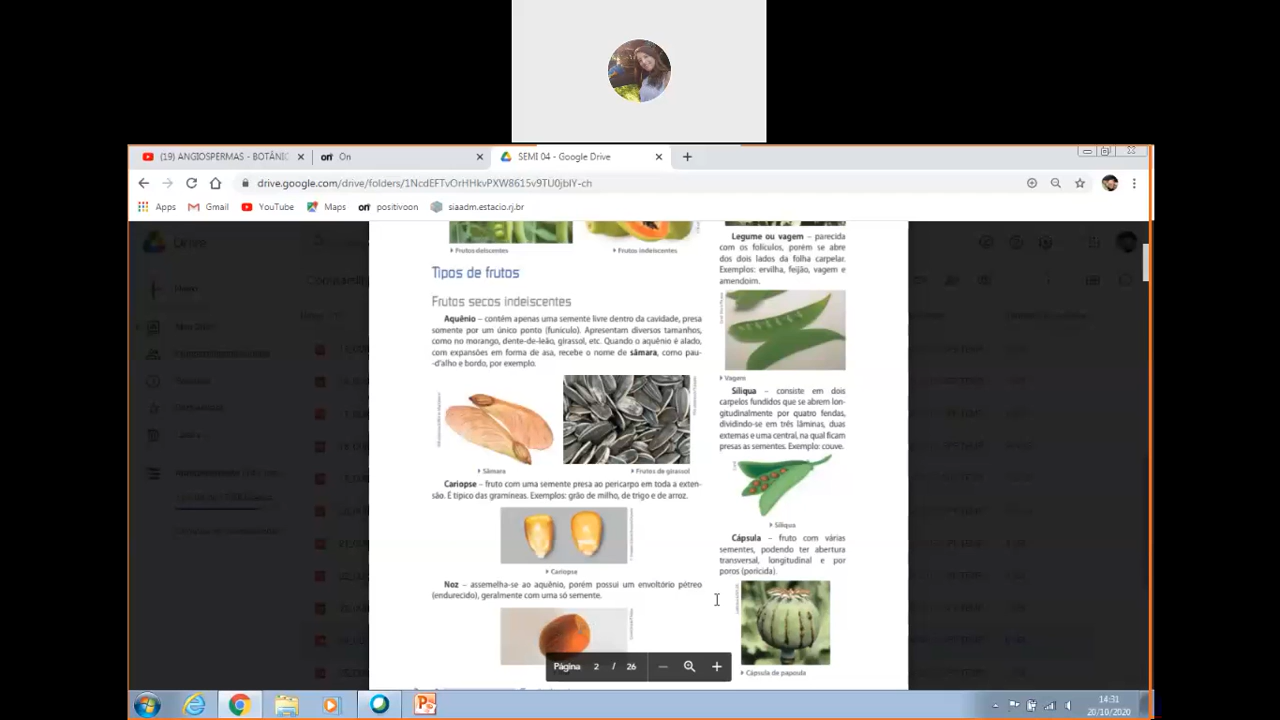 (19) ANGIOSPERMAS - BOTÂNIC
On
SEMI 04 - Google Drive
drive.google.com/drive/folders/1NcdEFTvOrHHkvPXW8615v9TU0jbIY-ch
Apps
Gmail
YouTube
Maps
positivoon
siaadm.estacio.rj.br
Drive
Frutos deiscentes
Frutos indeiscentes
Tipos de frutos
Frutos secos indeiscentes
Aquênio – contém apenas uma semente livre dentro da cavidade, presa
somente por um único ponto (funículo). Apresentam diversos tamanhos,
como no morango, dente-de-leão, girassol, etc. Quando o aquênio é alado,
com expansões em forma de asa, recebe o nome de sâmara, como pau-
-d'alho e bordo, por exemplo.
Sâmara
Frutos de girassol
Cariopse – fruto com uma semente presa ao pericarpo em toda a exten-
são. É típico das gramíneas. Exemplos: grão de milho, de trigo e de arroz.
Cariopse
Noz – assemelha-se ao aquênio, porém possui um envoltório pétreo
(endurecido), geralmente com uma só semente.
Legume ou vagem – parecida
com os folículos, porém se abre
dos dois lados da folha carpelar.
Exemplos: ervilha, feijão, vagem e
amendoim.
Vagem
Síliqua – consiste em dois
carpelos fundidos que se abrem lon-
gitudinalmente por quatro fendas,
dividindo-se em três lâminas, duas
externas e uma central, na qual ficam
presas as sementes. Exemplo: couve.
Síliqua
Cápsula – fruto com várias
sementes, podendo ter abertura
transversal, longitudinal e por
poros (poricida).
Cápsula de papoula
Página 2 / 26
14:31
20/10/2020